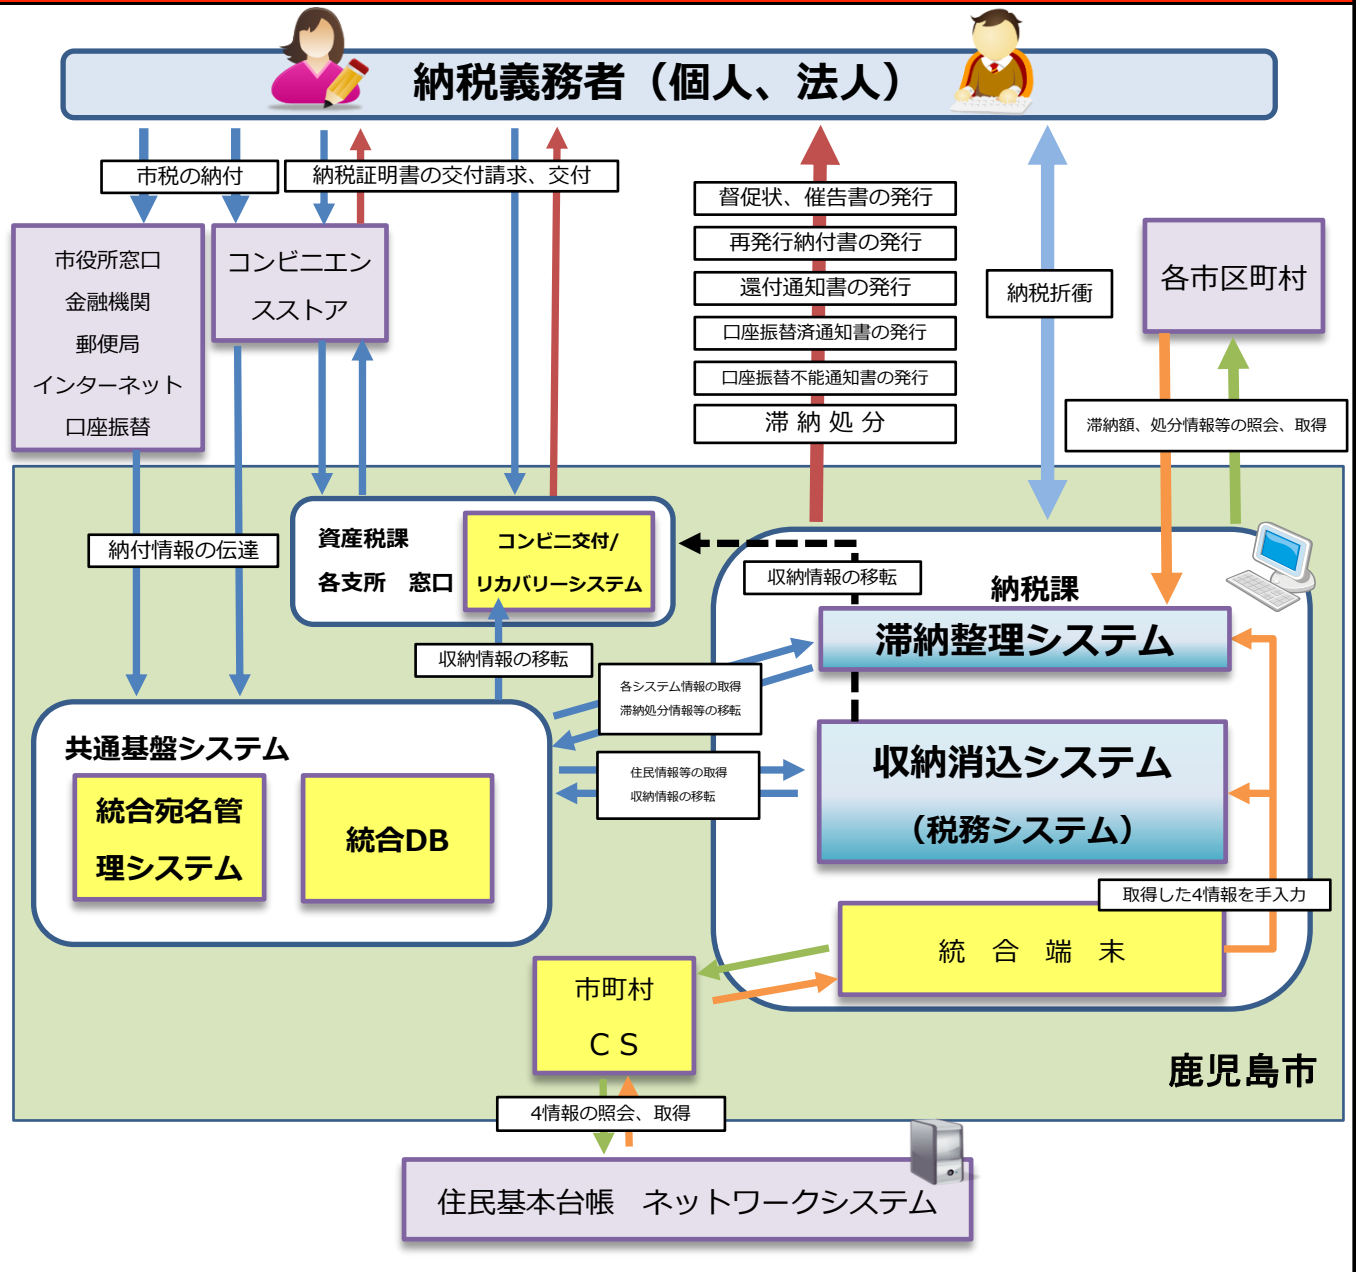 納税義務者（個人、法人）
市税の納付
納税証明書の交付請求、交付
督促状、催告書の発行
再発行納付書の発行
還付通知書の発行
口座振替済通知書の発行
口座振替不能通知書の発行
滞 納 処 分
納税折衝
各市区町村
滞納額、処分情報等の照会、取得
市役所窓口
金融機関
郵便局
インターネット
口座振替
コンビニエン
スストア
納付情報の伝達
資産税課
各支所　窓口
コンビニ交付/
リカバリーシステム
収納情報の移転
収納情報の移転
納税課
滞納整理システム
各システム情報の取得
滞納処分情報等の移転
共通基盤システム
統合宛名管
理システム
統合DB
住民情報等の取得
収納情報の移転
収納消込システム
（税務システム）
取得した4情報を手入力
統　合　端　末
市町村
ＣＳ
鹿児島市
4情報の照会、取得
住民基本台帳　ネットワークシステム